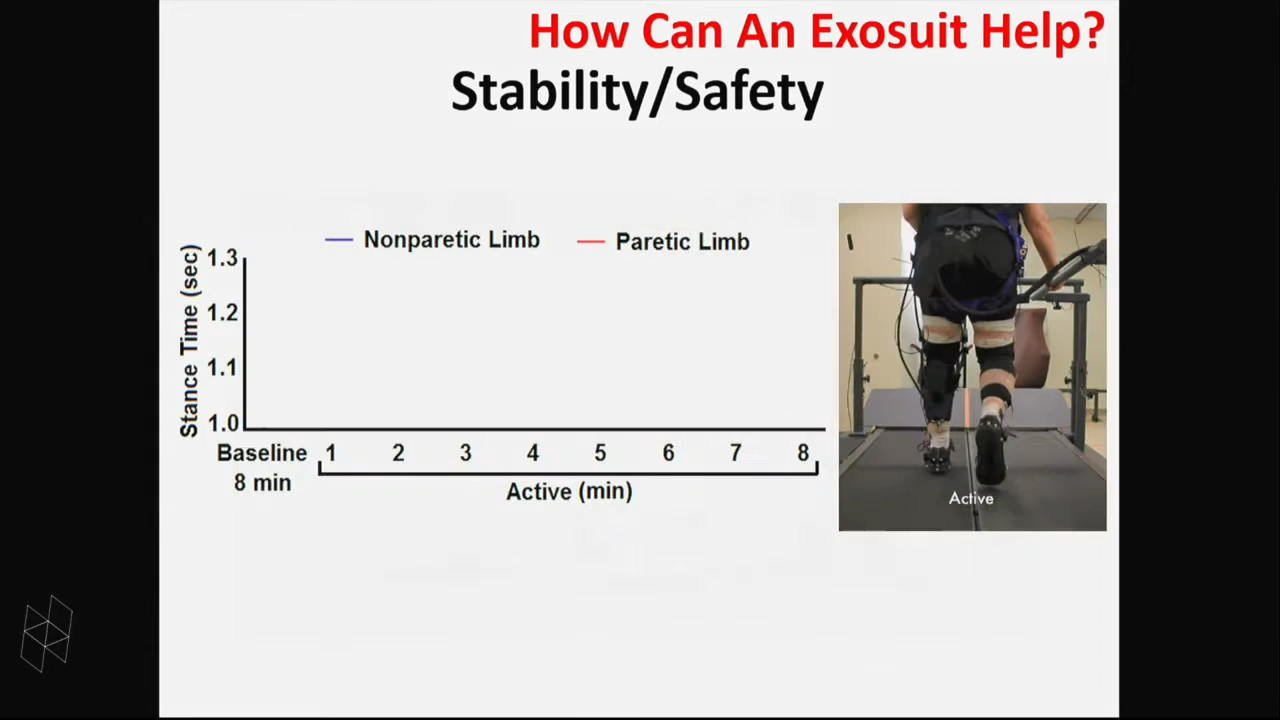 How Can An Exosuit Help?
Stability/Safety
Nonparetic Limb
Paretic Limb
Stance Time (sec)
1.3
1.2
1.1
1.0
Baseline 1 2 3 4 5 6 7 8
8 min
Active (min)
Active